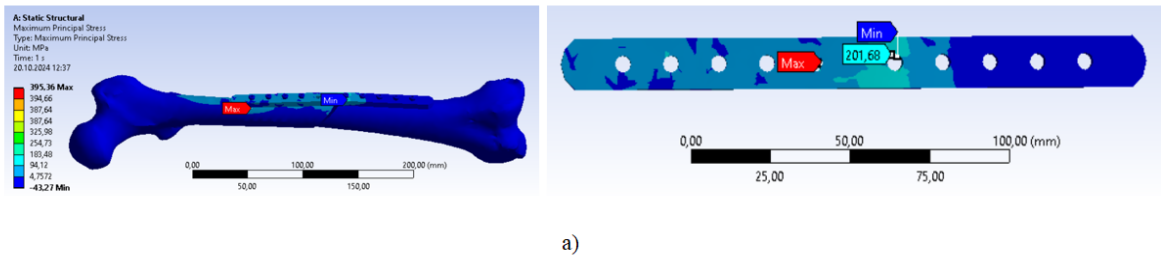 A: Static Structural
Maximum Principal Stress
Type: Maximum Principal Stress
Unit: MPa
Time: 1 s
20.10.2024 12:37
395,36 Max
394,66
387,64
387,64
325,98
254,73
183,48
94,12
4,7572
-43,27 Min
Max
Min
0,00
100,00
200,00 (mm)
50,00
150,00
Min
Max
201,68
0,00
50,00
100,00 (mm)
25,00
75,00
a)